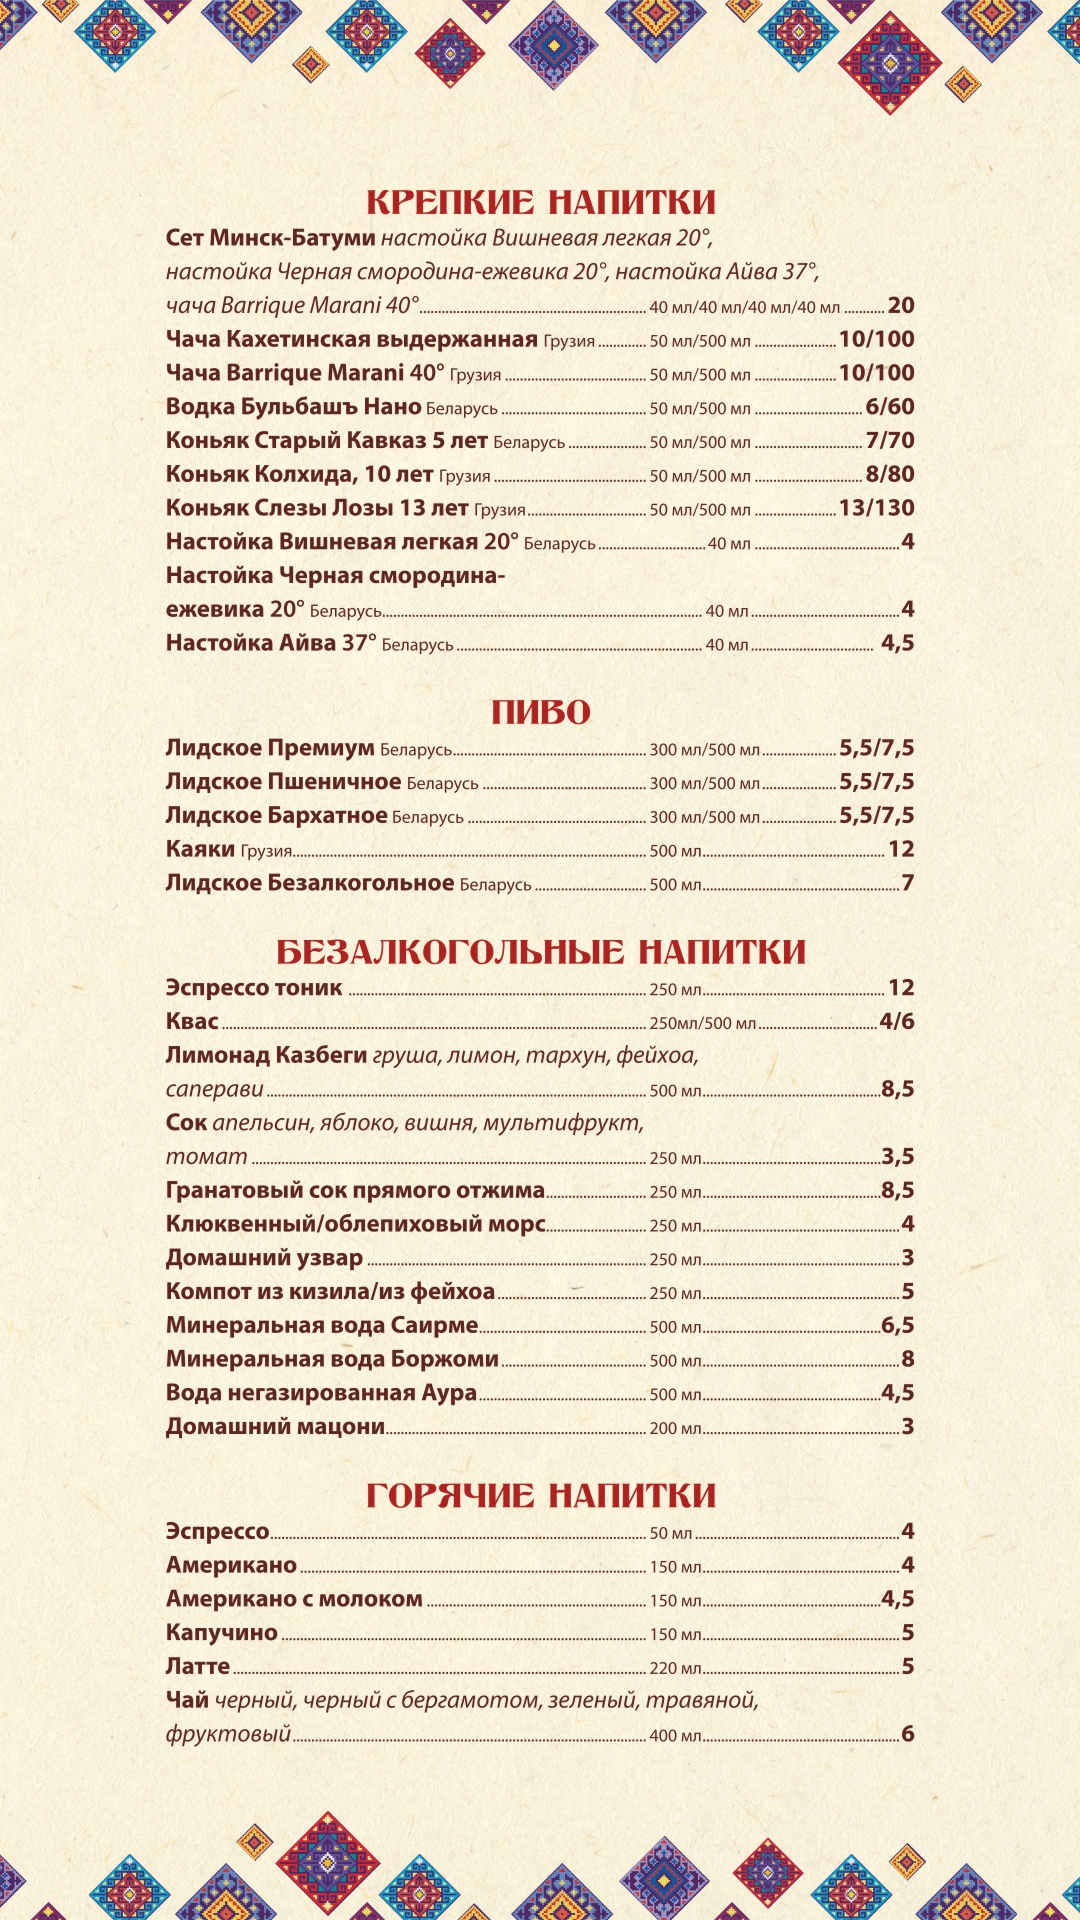 КРЕПКИЕ НАПИТКИ
Сет Минск-Батуми настойка Вишневая легкая 20°,
настойка Черная смородина-ежевика 20°, настойка Айва 37°,
чача Barrique Marani 40° 40 мл/40 мл/40 мл/40 мл 20
Чача Кахетинская выдержанная Грузия 50 мл/500 мл 10/100
Чача Barrique Marani 40° Грузия 50 мл/500 мл 10/100
Водка Бульбашъ Нано Беларусь 50 мл/500 мл 6/60
Коньяк Старый Кавказ 5 лет Беларусь 50 мл/500 мл 7/70
Коньяк Колхида, 10 лет Грузия 50 мл/500 мл 8/80
Коньяк Слезы Лозы 13 лет Грузия 50 мл/500 мл 13/130
Настойка Вишневая легкая 20° Беларусь 40 мл 4
Настойка Черная смородина-
ежевика 20° Беларусь 40 мл 4
Настойка Айва 37° Беларусь 40 мл 4,5
ПИВО
Лидское Премиум Беларусь 300 мл/500 мл 5,5/7,5
Лидское Пшеничное Беларусь 300 мл/500 мл 5,5/7,5
Лидское Бархатное Беларусь 300 мл/500 мл 5,5/7,5
Каяки Грузия 500 мл 12
Лидское Безалкогольное Беларусь 500 мл 7
БЕЗАЛКОГОЛЬНЫЕ НАПИТКИ
Эспрессо тоник 250 мл 12
Квас 250мл/500 мл 4/6
Лимонад Казбеги груша, лимон, тархун, фейхоа,
саперави 500 мл 8,5
Сок апельсин, яблоко, вишня, мультифрукт,
томат 250 мл 3,5
Гранатовый сок прямого отжима 250 мл 8,5
Клюквенный/облепиховый морс 250 мл 4
Домашний узвар 250 мл 3
Компот из кизила/из фейхоа 250 мл 5
Минеральная вода Саирме 500 мл 6,5
Минеральная вода Боржоми 500 мл 8
Вода негазированная Аура 500 мл 4,5
Домашний мацони 200 мл 3
ГОРЯЧИЕ НАПИТКИ
Эспрессо 50 мл 4
Американо 150 мл 4
Американо с молоком 150 мл 4,5
Капучино 150 мл 5
Латте 220 мл 5
Чай черный, черный с бергамотом, зеленый, травяной,
фруктовый 400 мл 6